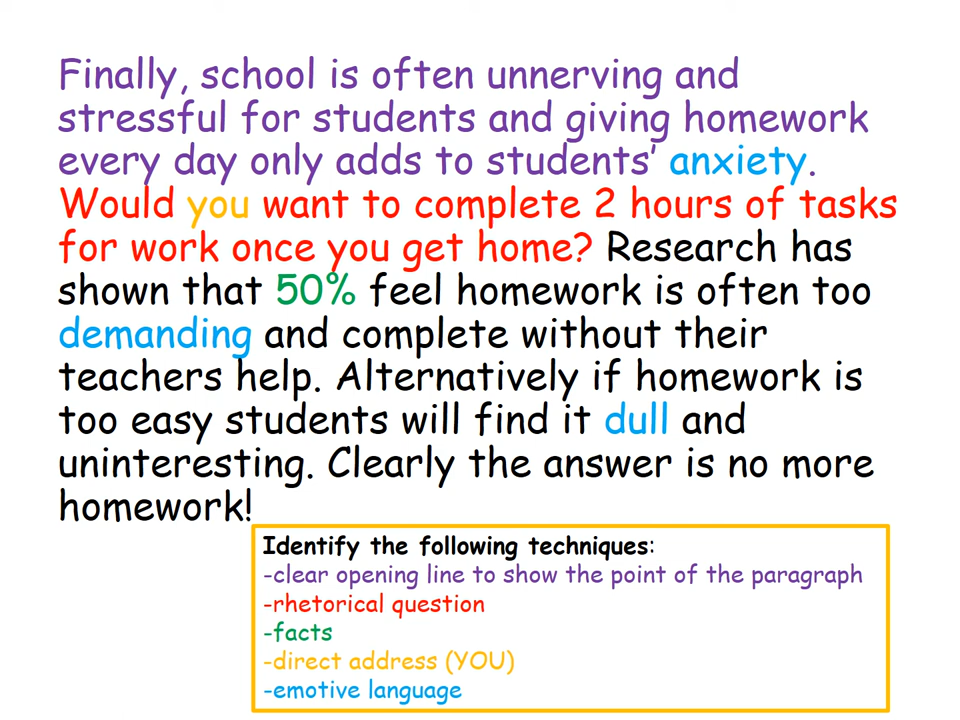 Finally, school is often unnerving and
stressful for students and giving homework
every day only adds to students’ anxiety.
Would you want to complete 2 hours of tasks
for work once you get home? Research has
shown that 50% feel homework is often too
demanding and complete without their
teachers help. Alternatively if homework is
too easy students will find it dull and
uninteresting. Clearly the answer is no more
homework!
Identify the following techniques:
-clear opening line to show the point of the paragraph
-rhetorical question
-facts
-direct address (YOU)
-emotive language